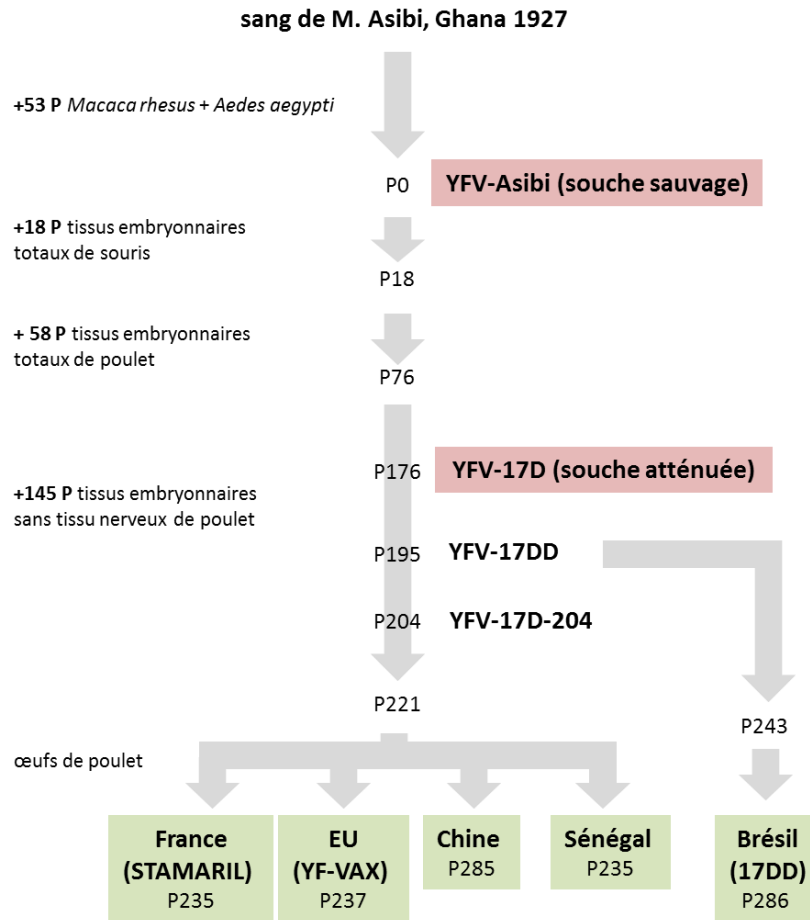 sang de M. Asibi, Ghana 1927
+53 P Macaca rhesus + Aedes aegypti
P0
YFV-Asibi (souche sauvage)
+18 P tissus embryonnaires
totaux de souris
P18
+ 58 P tissus embryonnaires
totaux de poulet
P76
P176
YFV-17D (souche atténuée)
+145 P tissus embryonnaires
sans tissu nerveux de poulet
P195
YFV-17DD
P204
YFV-17D-204
P221
P243
œufs de poulet
France
(STAMARIL)
P235
EU
(YF-VAX)
P237
Chine
P285
Sénégal
P235
Brésil
(17DD)
P286